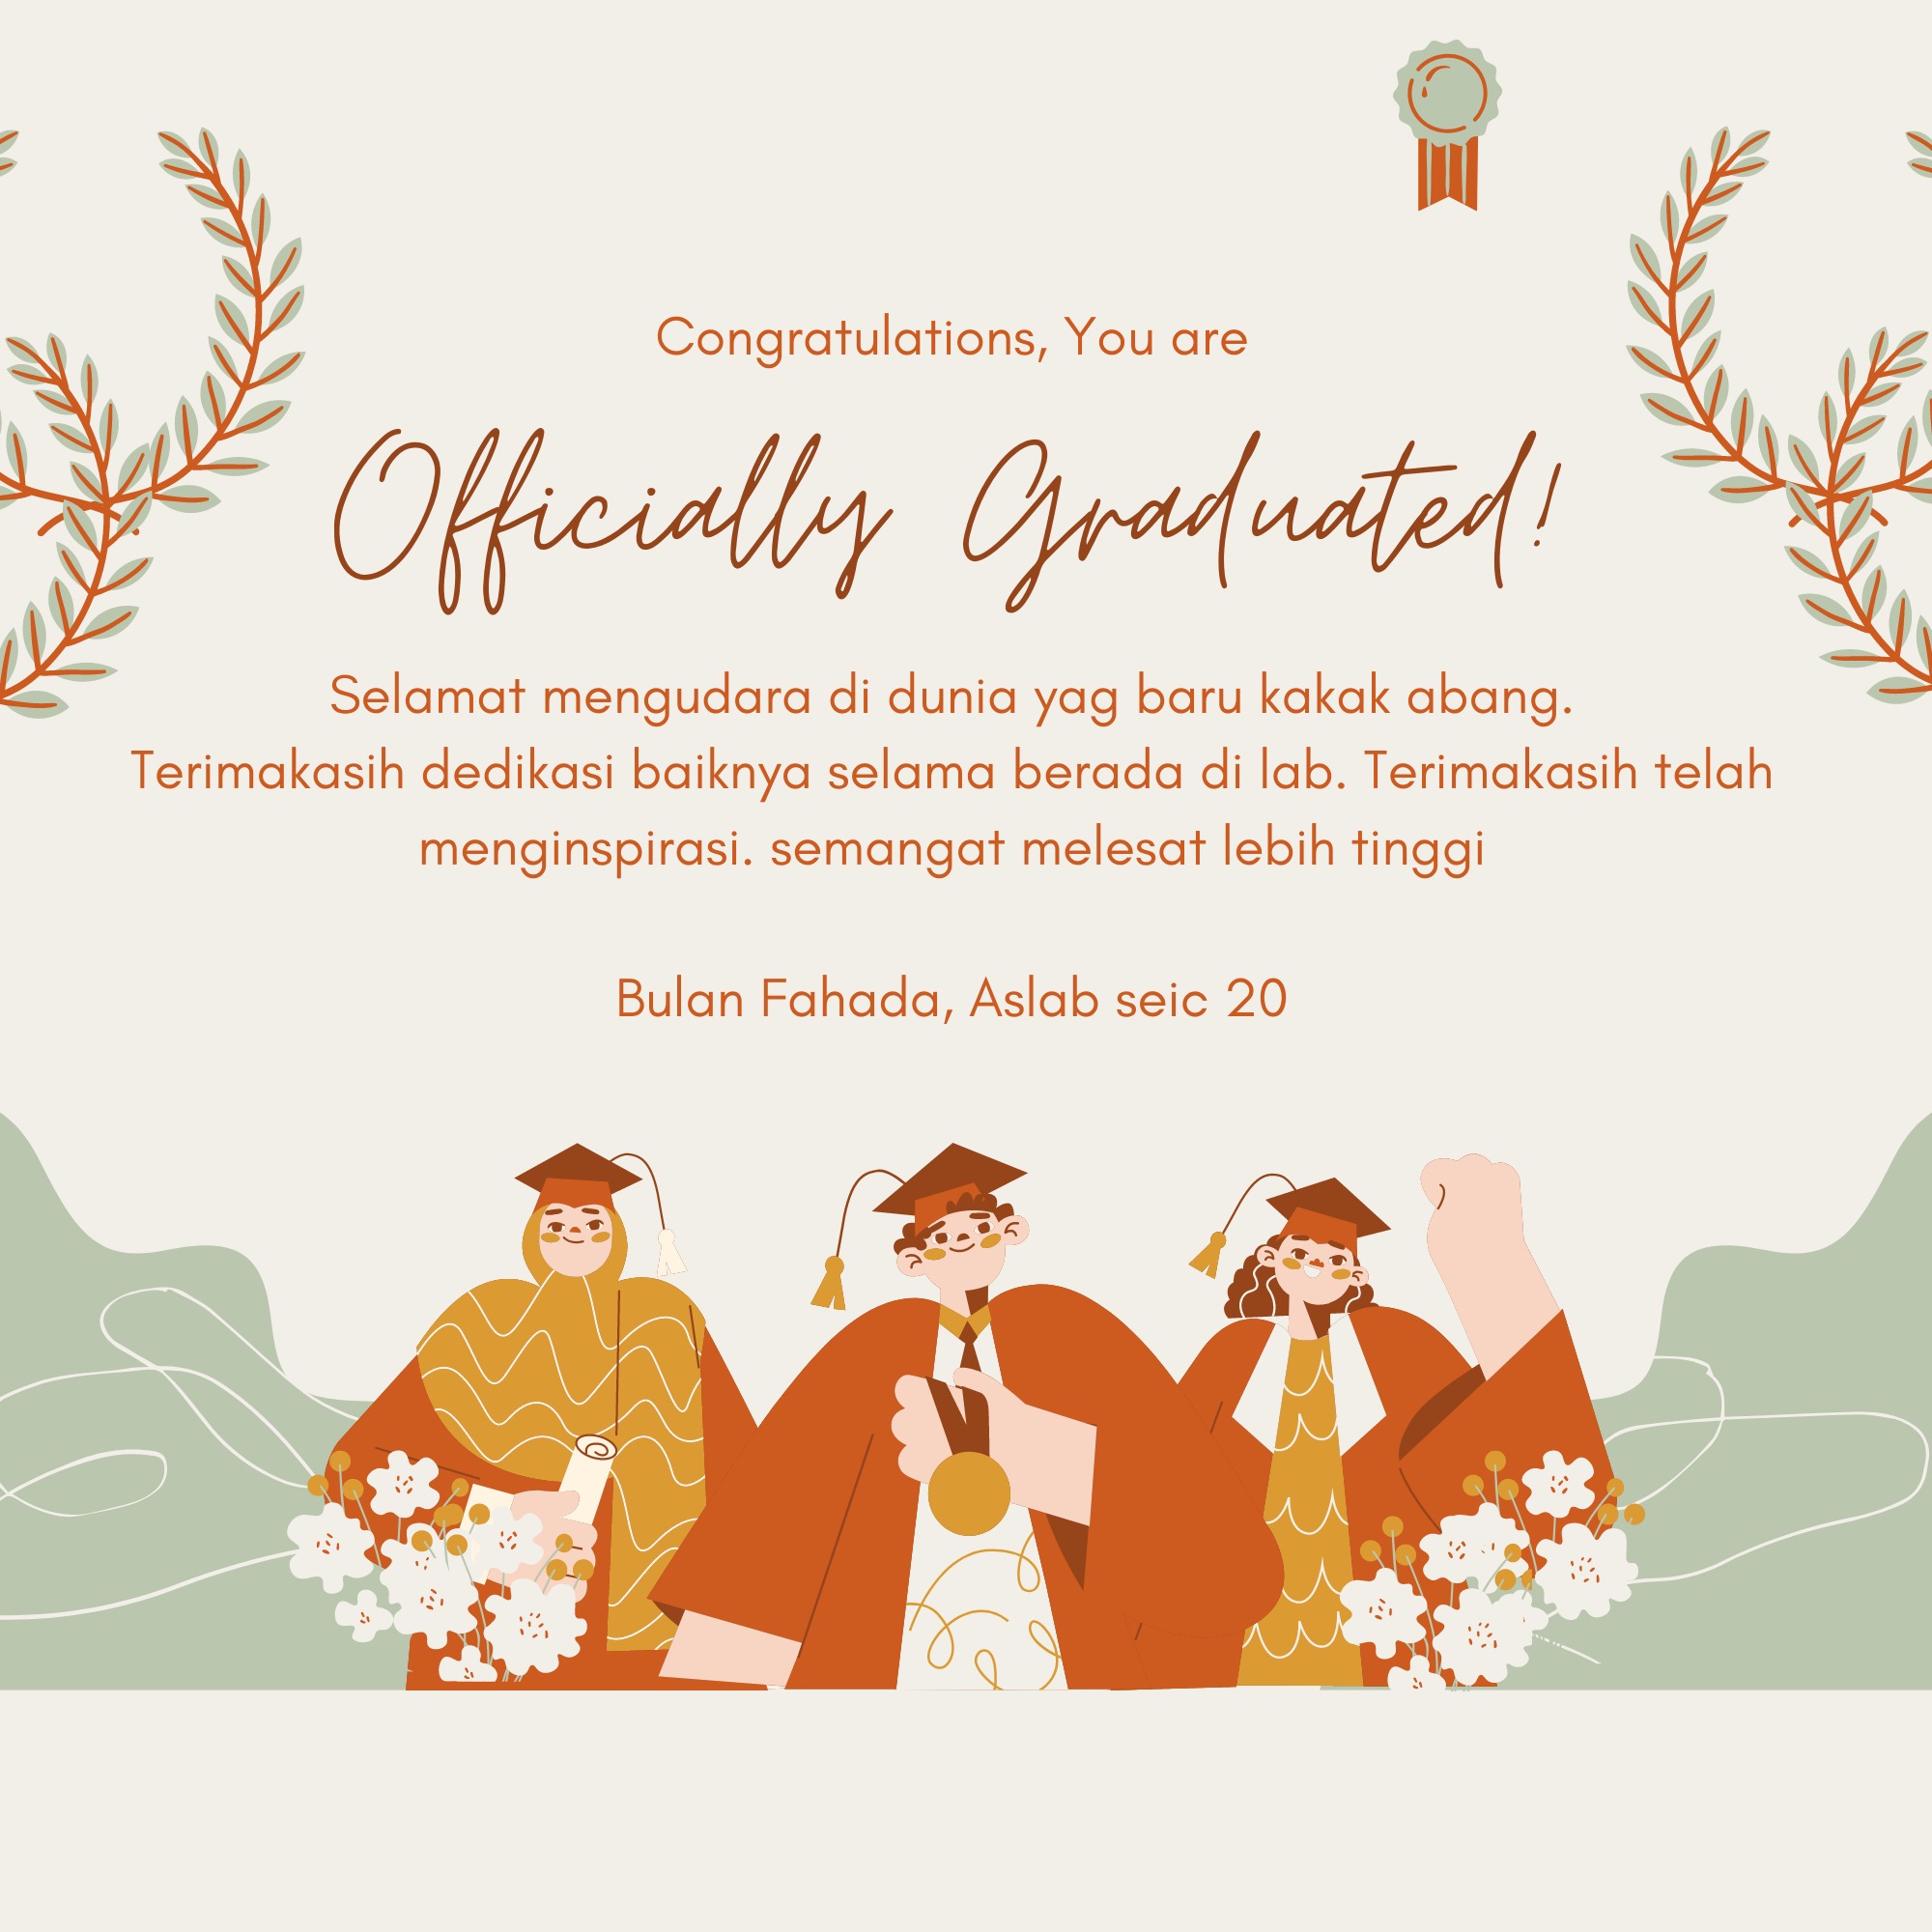 Congratulations, You are
Officially Graduated!
Selamat mengudara di dunia yag baru kakak abang.
Terimakasih dedikasi baiknya selama berada di lab. Terimakasih telah
menginspirasi. semangat melesat lebih tinggi
Bulan Fahada, Aslab seic 20